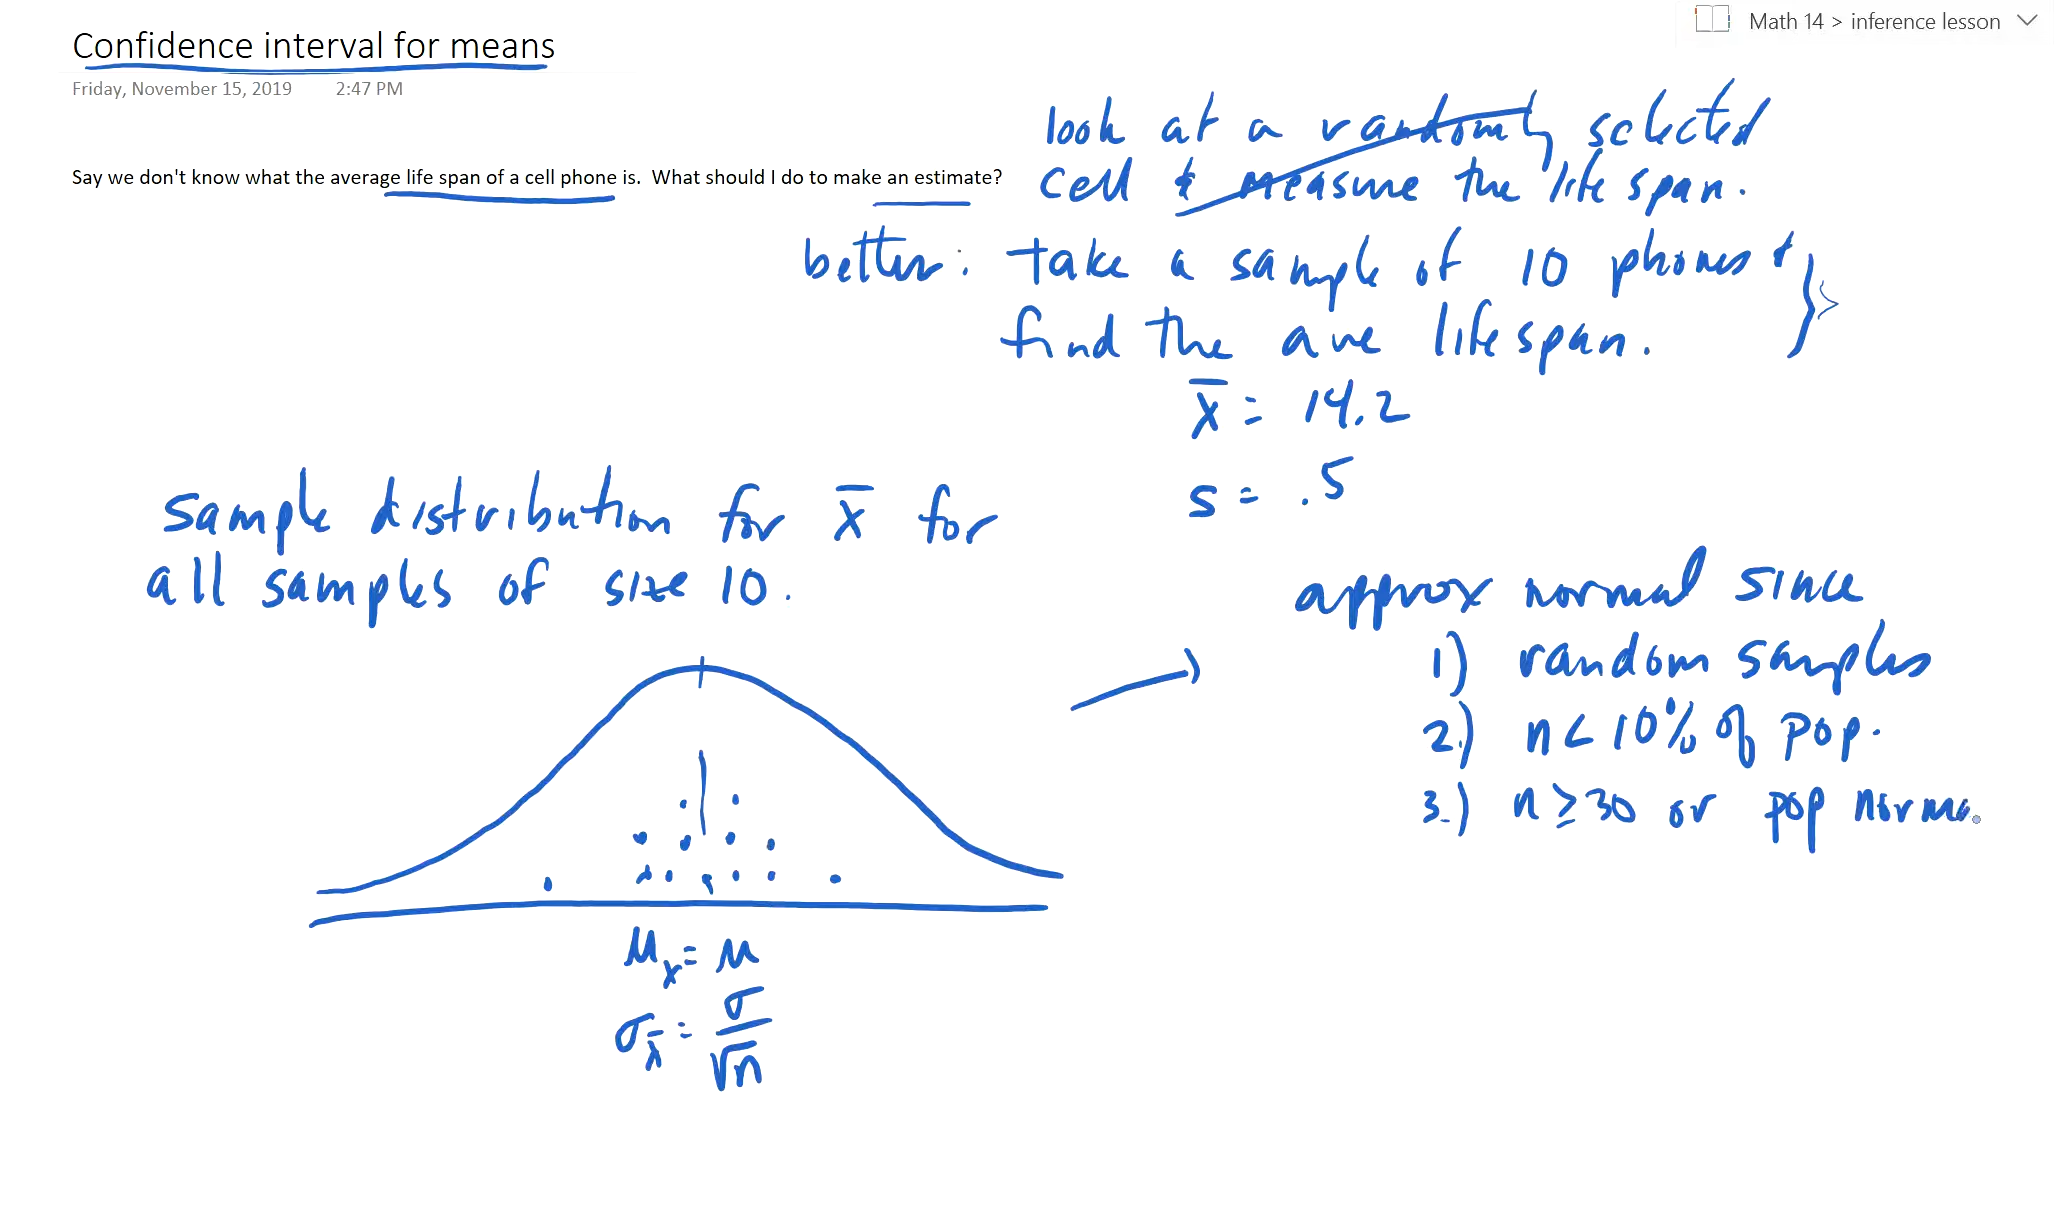 Math 14 > inference lesson
Confidence interval for means
Friday, November 15, 2019 2:47 PM
look at a randomly selected
Say we don't know what the average life span of a cell phone is. What should I do to make an estimate?
cell & measure the life span.
better: take a sample of 10 phones &
find the ave lifespan.
x̄ = 14.2
s = .5
sample distribution for x̄ for
all samples of size 10.
approx normal since
1) random samples
2.) n < 10% of pop.
3.) n ≥ 30 or pop norma
μx = μ
σx̄ = σ/√n